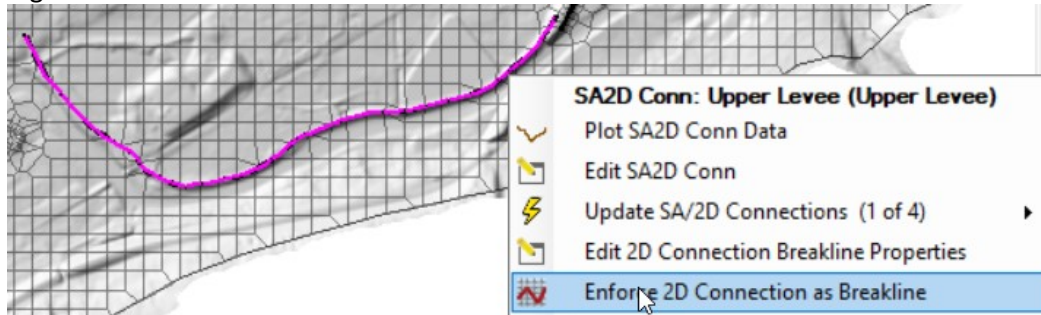 SA2D Conn: Upper Levee (Upper Levee)
Plot SA2D Conn Data
Edit SA2D Conn
Update SA/2D Connections (1 of 4)
Edit 2D Connection Breakline Properties
Enforce 2D Connection as Breakline